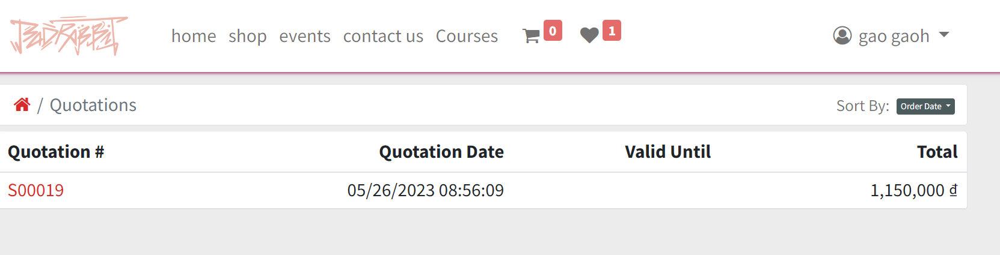 BADRABBIT
home shop events contact us Courses 0 1 gao gaoh
/ Quotations Sort By: Order Date
Quotation # Quotation Date Valid Until Total
S00019 05/26/2023 08:56:09 1,150,000 ₫